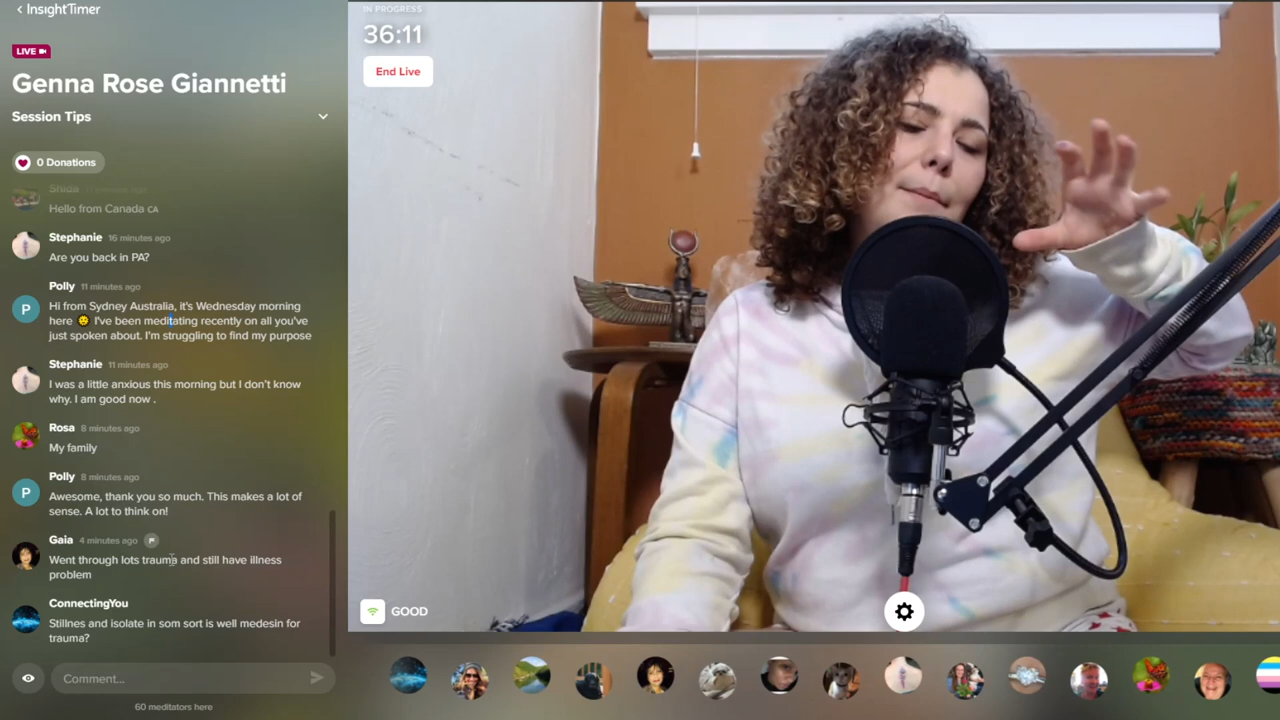 InsightTimer
LIVE
Genna Rose Giannetti
Session Tips
0 Donations
Shida 17 minutes ago
Hello from Canada CA
Stephanie 16 minutes ago
Are you back in PA?
Polly 11 minutes ago
P
Hi from Sydney Australia, it's Wednesday morning
here I've been meditating recently on all you've
just spoken about. I'm struggling to find my purpose
Stephanie 11 minutes ago
I was a little anxious this morning but I don't know
why. I am good now .
Rosa 8 minutes ago
My family
Polly 8 minutes ago
P
Awesome, thank you so much. This makes a lot of
sense. A lot to think on!
Gaia 4 minutes ago
Went through lots trauma and still have illness
problem
ConnectingYou
Stillnes and isolate in som sort is well medesin for
trauma?
Comment...
60 meditators here
IN PROGRESS
36:11
End Live
GOOD